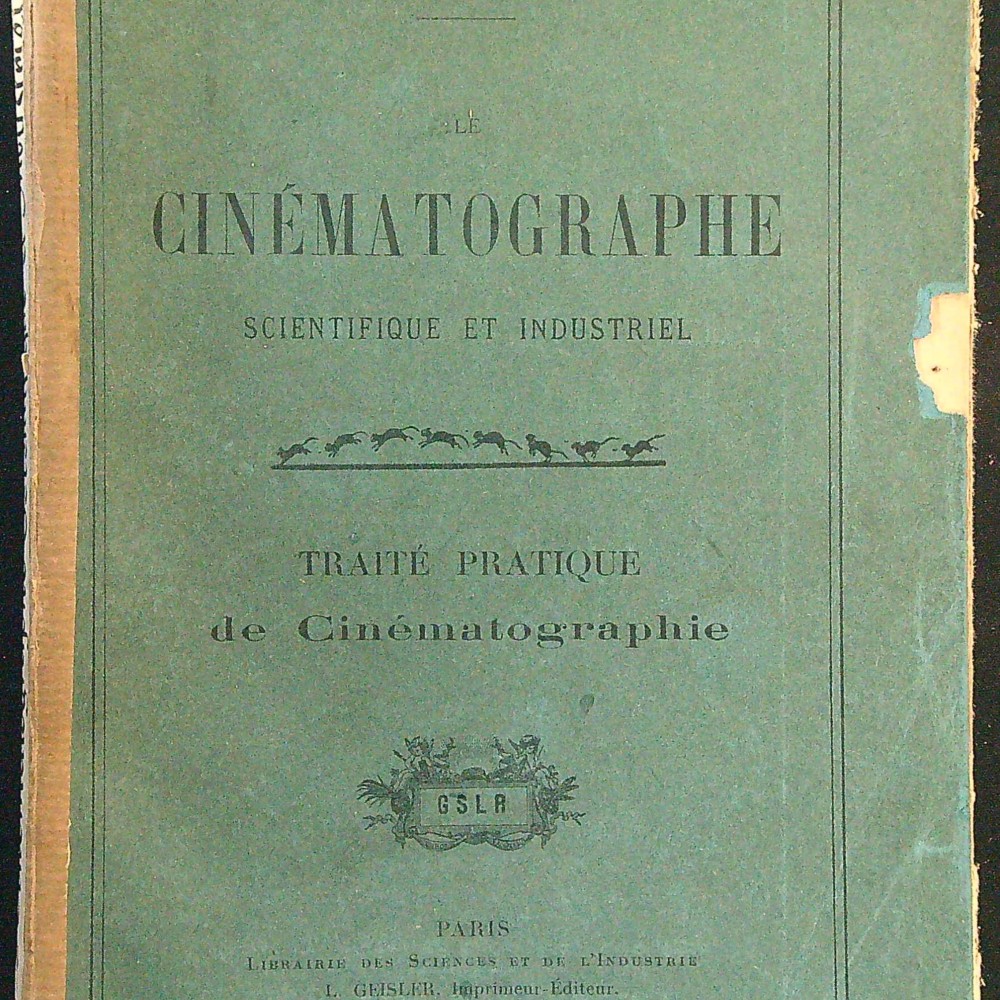 LE
CINÉMATOGRAPHE
SCIENTIFIQUE ET INDUSTRIEL
TRAITÉ PRATIQUE
de Cinématographie
GSLR
PARIS
LIBRAIRIE DES SCIENCES ET DE L'INDUSTRIE
L. GEISLER, Imprimeur-Éditeur.